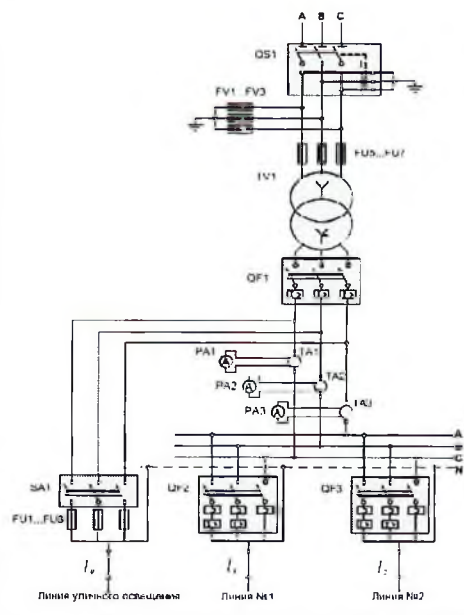 A B C
QS1
FV1...FV3
FU5...FU7
TV1
QF1
PA1
TA1
A
PA2
TA2
A
PA3
TA3
A
A
B
C
N
SA1
QF2
QF3
FU1...FU3
I₁
I₂
Линия уличного освещения
Линия №1
Линия №2